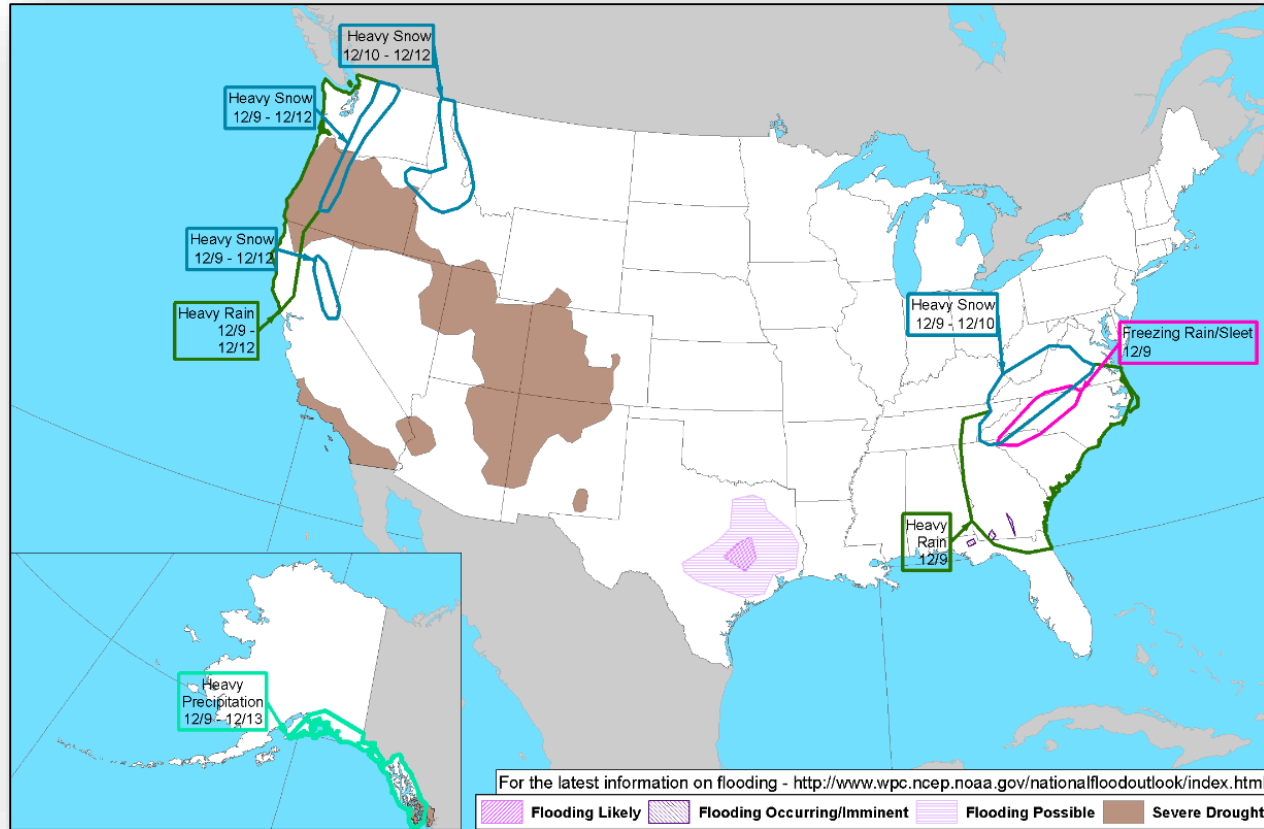 Heavy Snow
12/10 - 12/12
Heavy Snow
12/9 - 12/12
Heavy Snow
12/9 - 12/12
Heavy Rain
12/9 -
12/12
Heavy Snow
12/9 - 12/10
Freezing Rain/Sleet
12/9
Heavy
Rain
12/9
Heavy
Precipitation
12/9 - 12/13
For the latest information on flooding - http://www.wpc.ncep.noaa.gov/nationalfloodoutlook/index.html
Flooding Likely Flooding Occurring/Imminent Flooding Possible Severe Drought